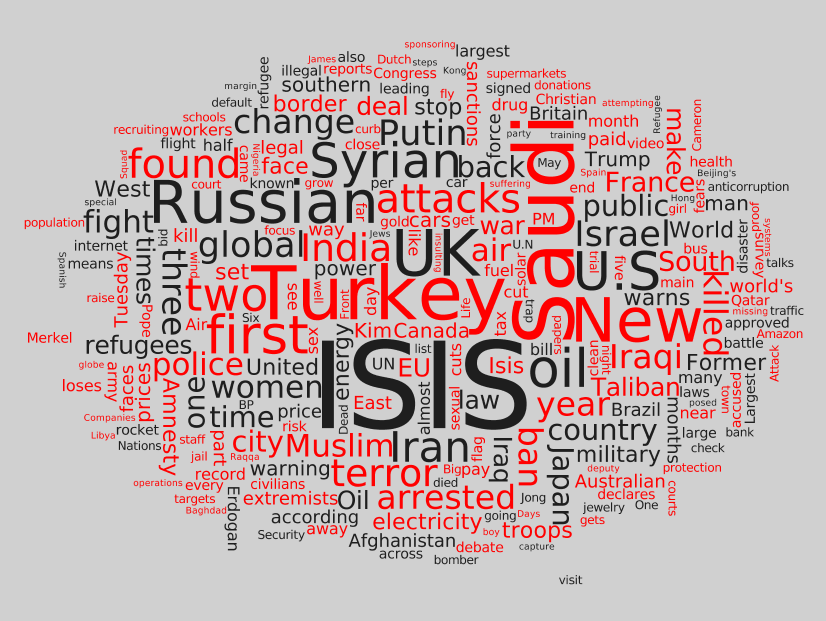 sponsoring
largest
James also
Dutch steps
illegal reports Congress Kong
refugee
margin southern leading fly sanctions supermarkets
signed donations
default border deal stop drug Christian attempting
schools change Putin force Britain month Refugee make Cameron
recruiting workers curb party training paid video
flight half came Nigeria legal close Saudi
squads found face Syrian back May Trump health
court known grow per car suffering Spain France fears Beijing's
West end anticorruption
special Russian far attacks public Hong girl man
population fight gold cars get war PM proof
big focus way Jews like Israel World survey systems
internet kill global India UK insulting air U.N disaster
Spanish means times three wind power solar U.S trial five bus South talks
Tuesday set fuel main
raise Pope two see Turkey well Front day Life cut trap warns killed world's
Qatar
Air Six first sex tax papers New missing traffic
approved
Merkel refugees energy Kim Canada clean night Amazon
list bill battle
globe police United UN EU cuts Isis oil Iraqi Former Attack
loses army faces prices Amnesty one women ISIS Taliban many
BP Dead East almost sexual law laws town accused Largest
Companies time price year Brazil posed near
Libya rocket risk months
Nations staff part city Muslim Iran flag Iraq ban Japan country large bank
jail Raqqa military check
record warning terror Big pay deputy protection
operations every civilians died Australian
targets Erdogan extremists Oil arrested Jong jewelry declares One courts
Baghdad according going Days gets
Security away electricity boy troops
Afghanistan debate capture
across bomber
visit